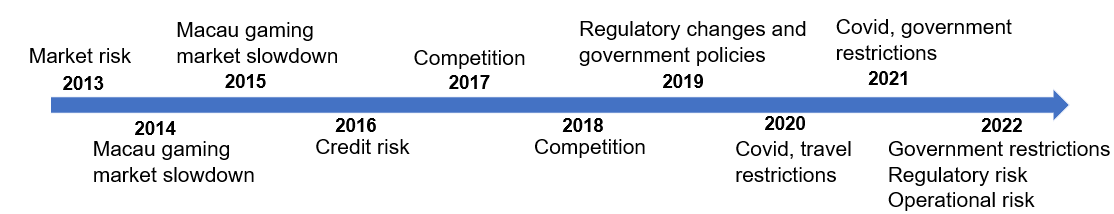 Market risk
2013
Macau gaming
market slowdown
2015
Competition
2017
Regulatory changes and
government policies
2019
Covid, government
restrictions
2021
2014
Macau gaming
market slowdown
2016
Credit risk
2018
Competition
2020
Covid, travel
restrictions
2022
Government restrictions
Regulatory risk
Operational risk